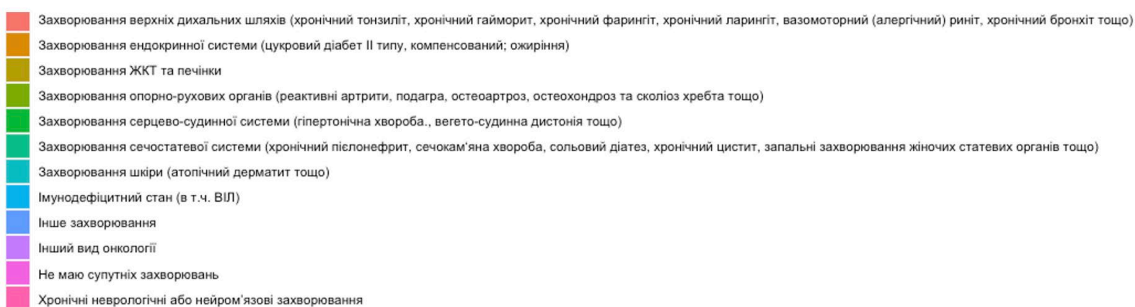 Захворювання верхніх дихальних шляхів (хронічний тонзиліт, хронічний гайморит, хронічний фарингіт, хронічний ларингіт, вазомоторний (алергічний) риніт, хронічний бронхіт тощо)
Захворювання ендокринної системи (цукровий діабет II типу, компенсований; ожиріння)
Захворювання ЖКТ та печінки
Захворювання опорно-рухових органів (реактивні артрити, подагра, остеоартроз, остеохондроз та сколіоз хребта тощо)
Захворювання серцево-судинної системи (гіпертонічна хвороба., вегето-судинна дистонія тощо)
Захворювання сечостатевої системи (хронічний пієлонефрит, сечокам'яна хвороба, сольовий діатез, хронічний цистит, запальні захворювання жіночих статевих органів тощо)
Захворювання шкіри (атопічний дерматит тощо)
Імунодефіцитний стан (в т.ч. ВІЛ)
Інше захворювання
Інший вид онкології
Не маю супутніх захворювань
Хронічні неврологічні або нейром'язові захворювання